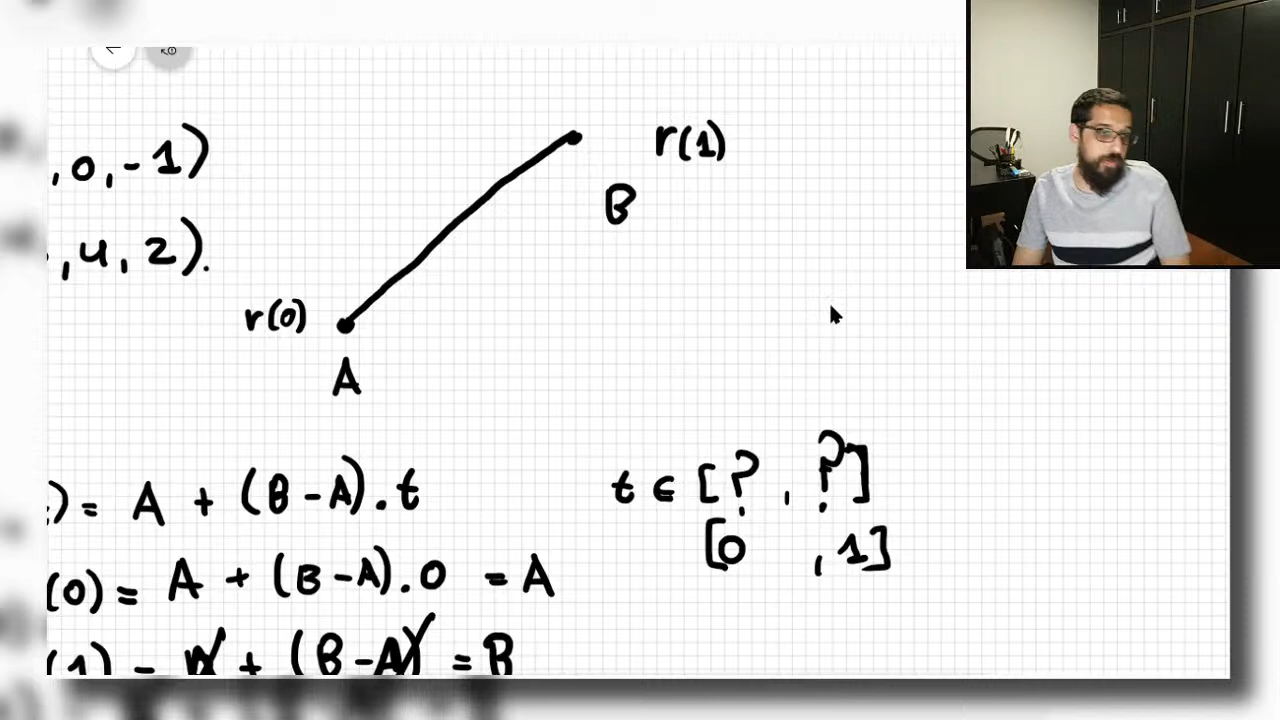 , 0, -1)
, 4, 2).
r(1)
B
r(0)
A
) = A + (B - A) . t
t ∈ [? , ?]
[0 , 1]
(0) = A + (B - A) . 0 = A
(1) = A + (B - A) = B